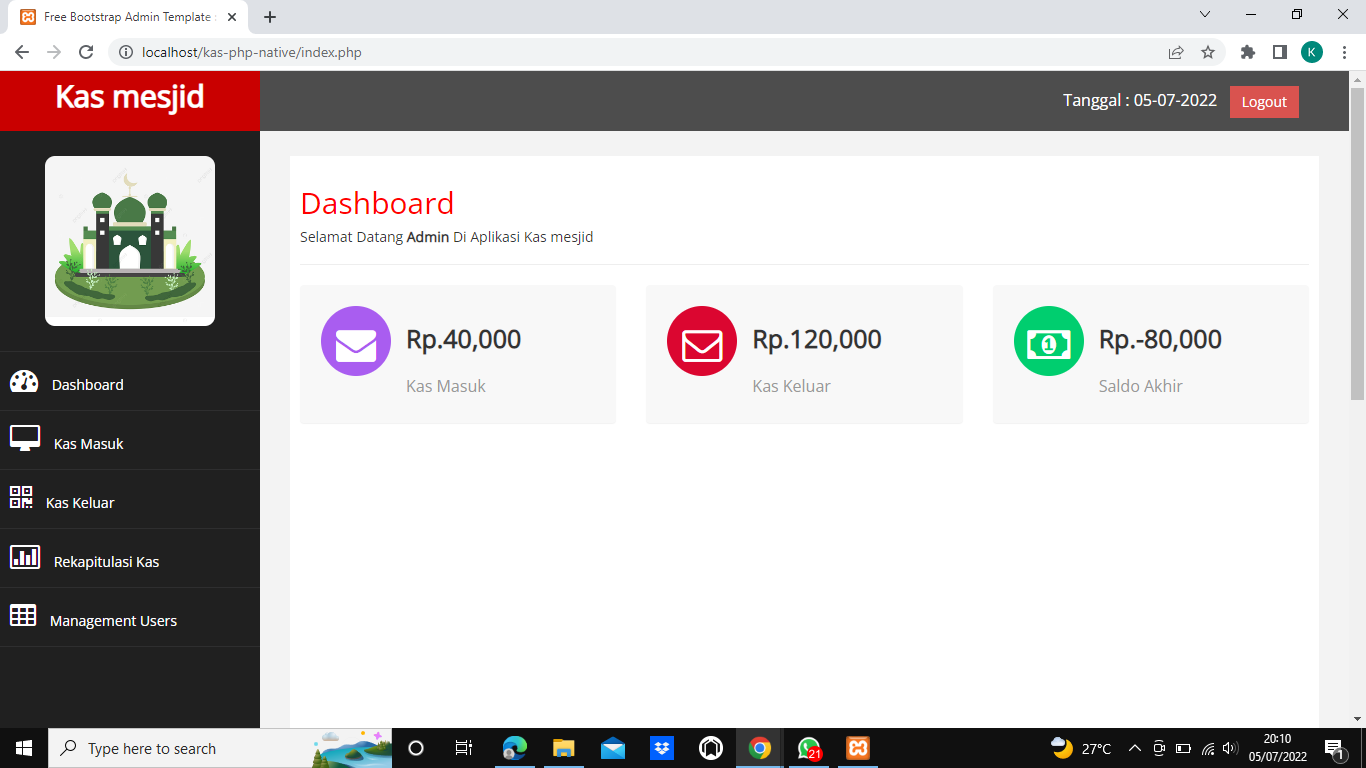 Free Bootstrap Admin Template
localhost/kas-php-native/index.php
K
Kas mesjid
Tanggal : 05-07-2022
Logout
Dashboard
Selamat Datang Admin Di Aplikasi Kas mesjid
Rp.40,000
Kas Masuk
Rp.120,000
Kas Keluar
Rp.-80,000
Saldo Akhir
Dashboard
Kas Masuk
Kas Keluar
Rekapitulasi Kas
Management Users
Type here to search
21
27°C
20:10
05/07/2022
1